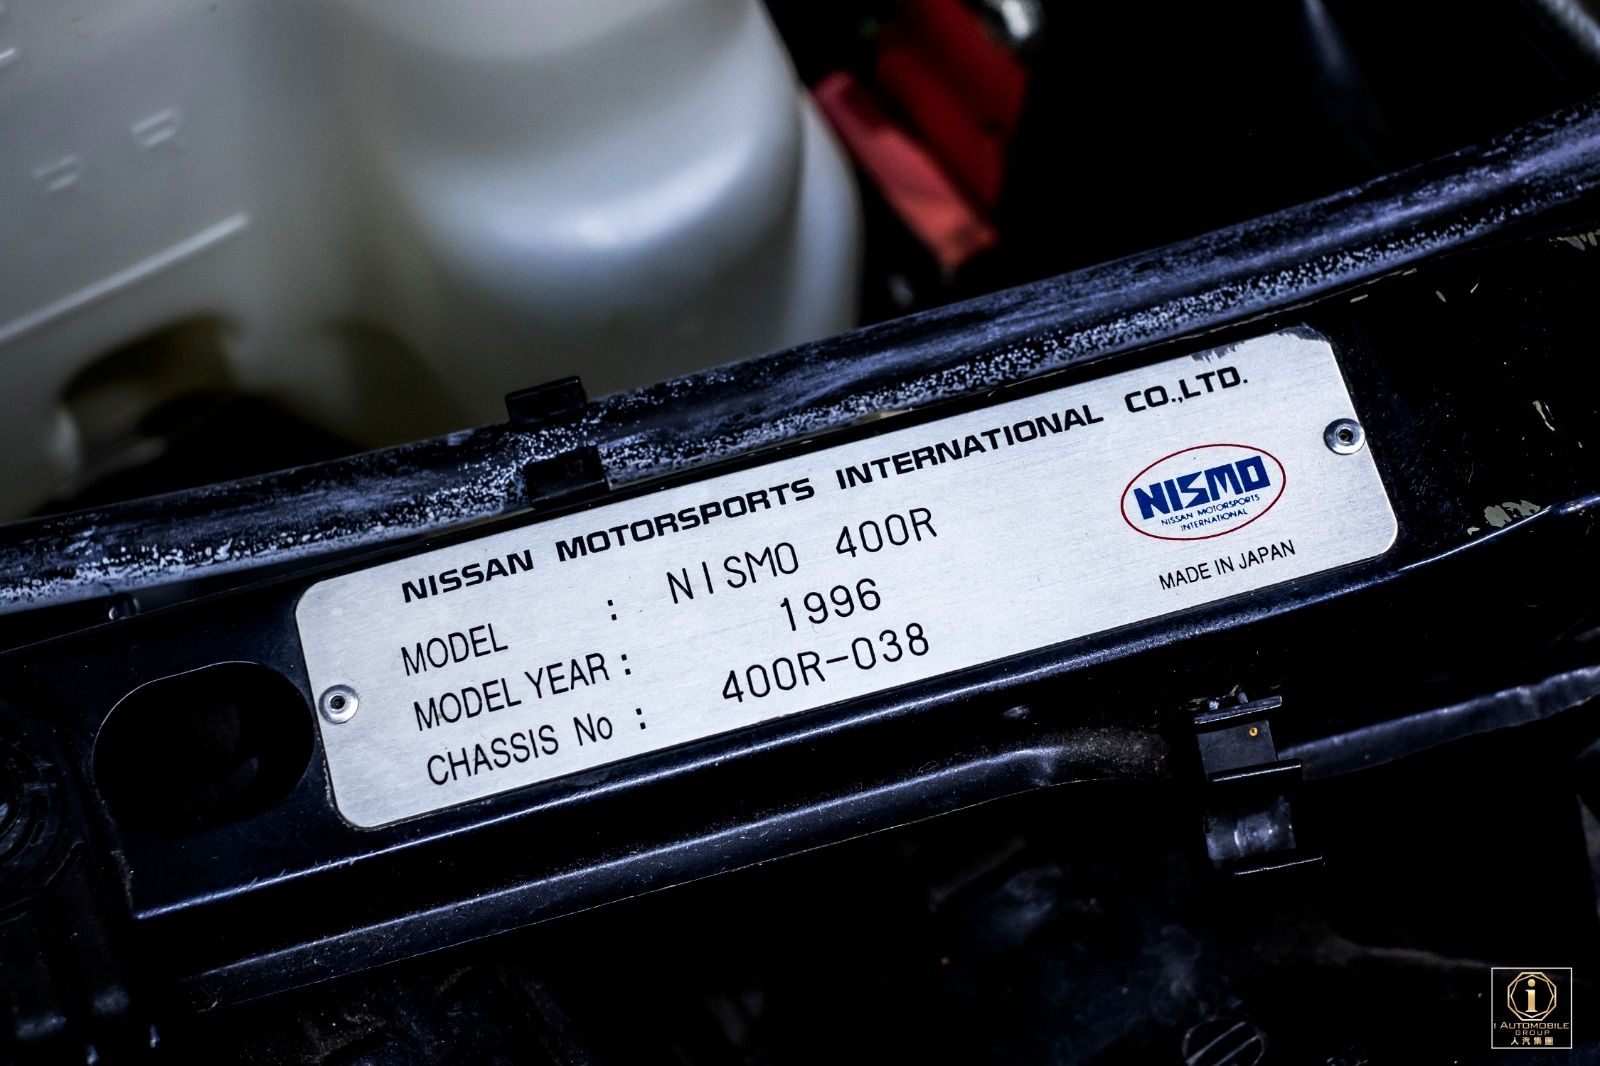 NISSAN MOTORSPORTS INTERNATIONAL CO.,LTD.
MODEL : NISMO 400R
MODEL YEAR : 1996
CHASSIS No : 400R-038
NISMO
NISSAN MOTORSPORTS
INTERNATIONAL
MADE IN JAPAN
i
I AUTOMOBILE
GROUP
人汽集團